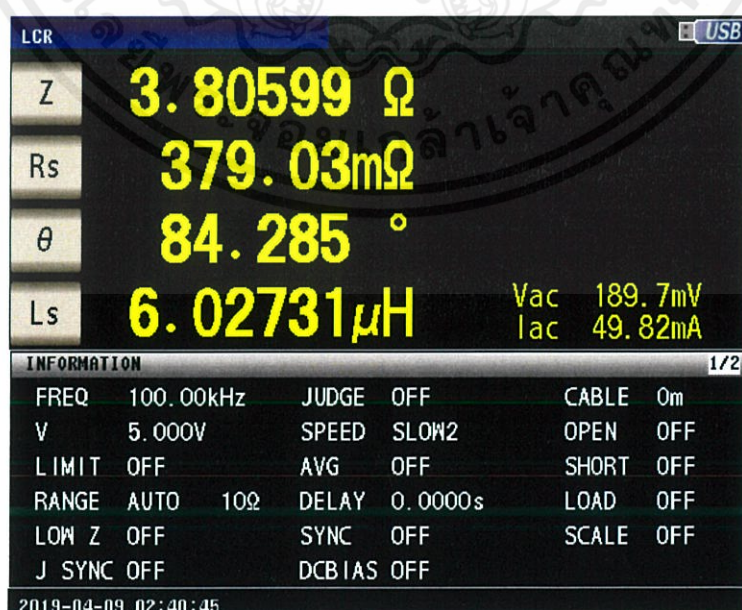 LCR USB
Z 3.80599 Ω
Rs 379.03mΩ
θ 84.285 °
Ls 6.02731μH
Vac 189.7mV
Iac 49.82mA
INFORMATION 1/2
FREQ 100.00kHz JUDGE OFF CABLE 0m
V 5.000V SPEED SLOW2 OPEN OFF
LIMIT OFF AVG OFF SHORT OFF
RANGE AUTO 10Ω DELAY 0.0000s LOAD OFF
LOW Z OFF SYNC OFF SCALE OFF
J SYNC OFF DCBIAS OFF
2019-04-09 02:40:45